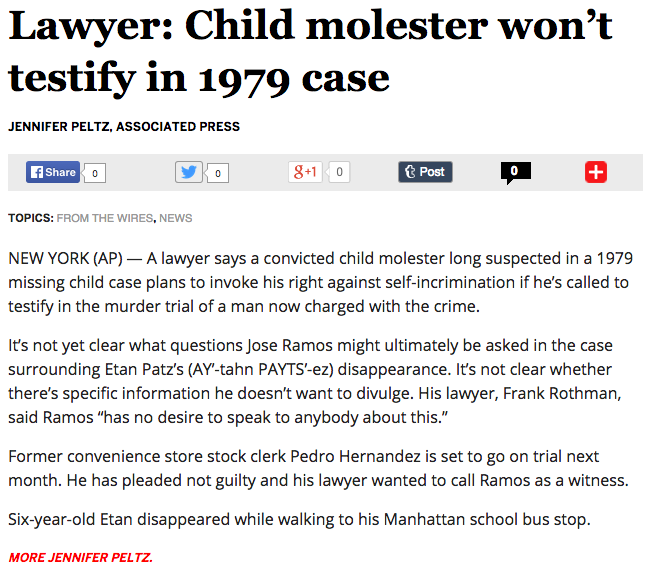 Lawyer: Child molester won’t
testify in 1979 case
JENNIFER PELTZ, ASSOCIATED PRESS
Share 0 0 g+1 0 Post 0
TOPICS: FROM THE WIRES, NEWS
NEW YORK (AP) — A lawyer says a convicted child molester long suspected in a 1979
missing child case plans to invoke his right against self-incrimination if he’s called to
testify in the murder trial of a man now charged with the crime.
It’s not yet clear what questions Jose Ramos might ultimately be asked in the case
surrounding Etan Patz’s (AY’-tahn PAYTS’-ez) disappearance. It’s not clear whether
there’s specific information he doesn’t want to divulge. His lawyer, Frank Rothman,
said Ramos “has no desire to speak to anybody about this.”
Former convenience store stock clerk Pedro Hernandez is set to go on trial next
month. He has pleaded not guilty and his lawyer wanted to call Ramos as a witness.
Six-year-old Etan disappeared while walking to his Manhattan school bus stop.
MORE JENNIFER PELTZ.